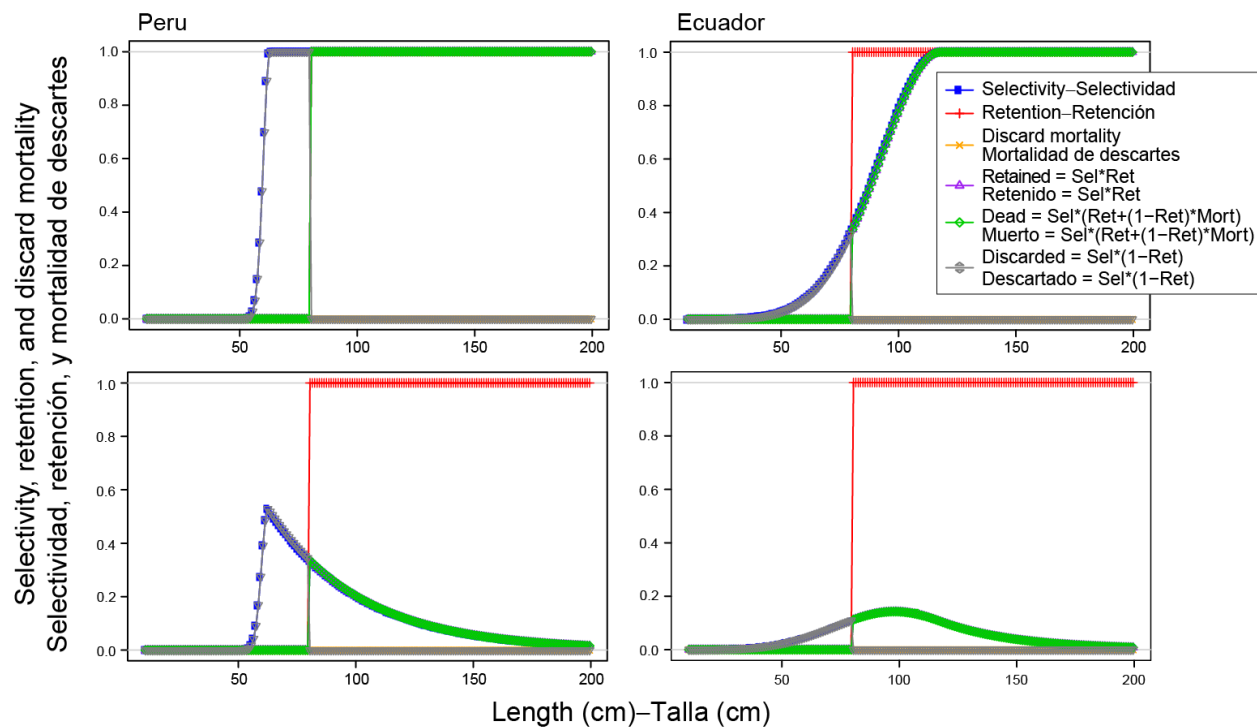 Peru
Ecuador
Selectivity, retention, and discard mortality
Selectividad, retención, y mortalidad de descartes
1.0
0.8
0.6
0.4
0.2
0.0
50
100
150
200
1.0
0.8
0.6
0.4
0.2
0.0
50
100
150
200
Selectivity–Selectividad
Retention–Retención
Discard mortality
Mortalidad de descartes
Retained = Sel*Ret
Retenido = Sel*Ret
Dead = Sel*(Ret+(1−Ret)*Mort)
Muerto = Sel*(Ret+(1−Ret)*Mort)
Discarded = Sel*(1−Ret)
Descartado = Sel*(1−Ret)
1.0
0.8
0.6
0.4
0.2
0.0
50
100
150
200
1.0
0.8
0.6
0.4
0.2
0.0
50
100
150
200
Length (cm)–Talla (cm)